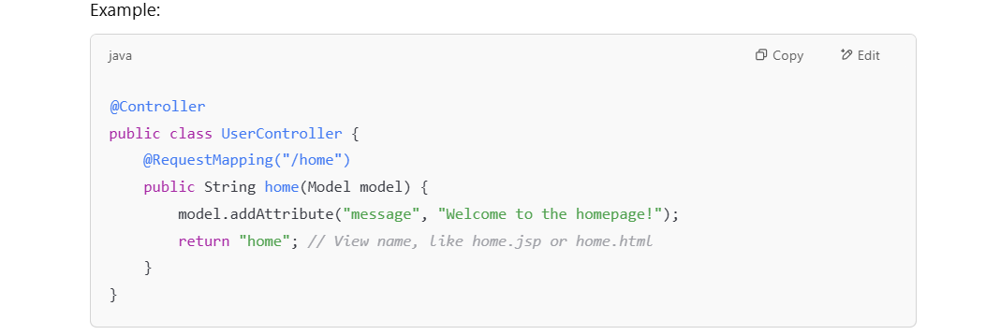 Example:
java
Copy
Edit
@Controller
public class UserController {
    @RequestMapping("/home")
    public String home(Model model) {
        model.addAttribute("message", "Welcome to the homepage!");
        return "home"; // View name, like home.jsp or home.html
    }
}